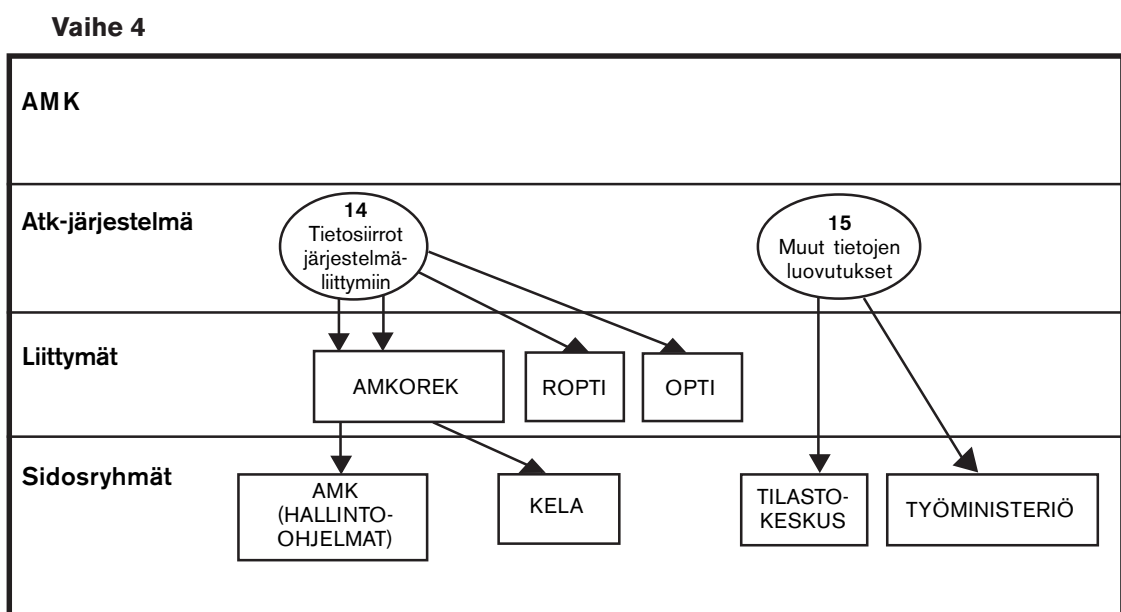 Vaihe 4
AMK
Atk-järjestelmä
14
Tietosiirrot
järjestelmä-
liittymiin
15
Muut tietojen
luovutukset
Liittymät
AMKOREK
ROPTI
OPTI
Sidosryhmät
AMK
(HALLINTO-
OHJELMAT)
KELA
TILASTO-
KESKUS
TYÖMINISTERIÖ